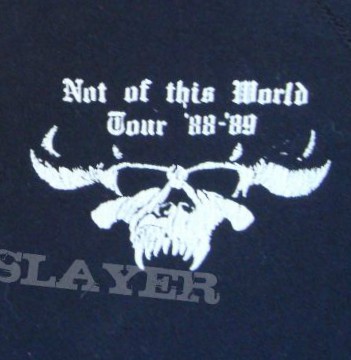 Not of this World
Tour '88-'89
SLAYER